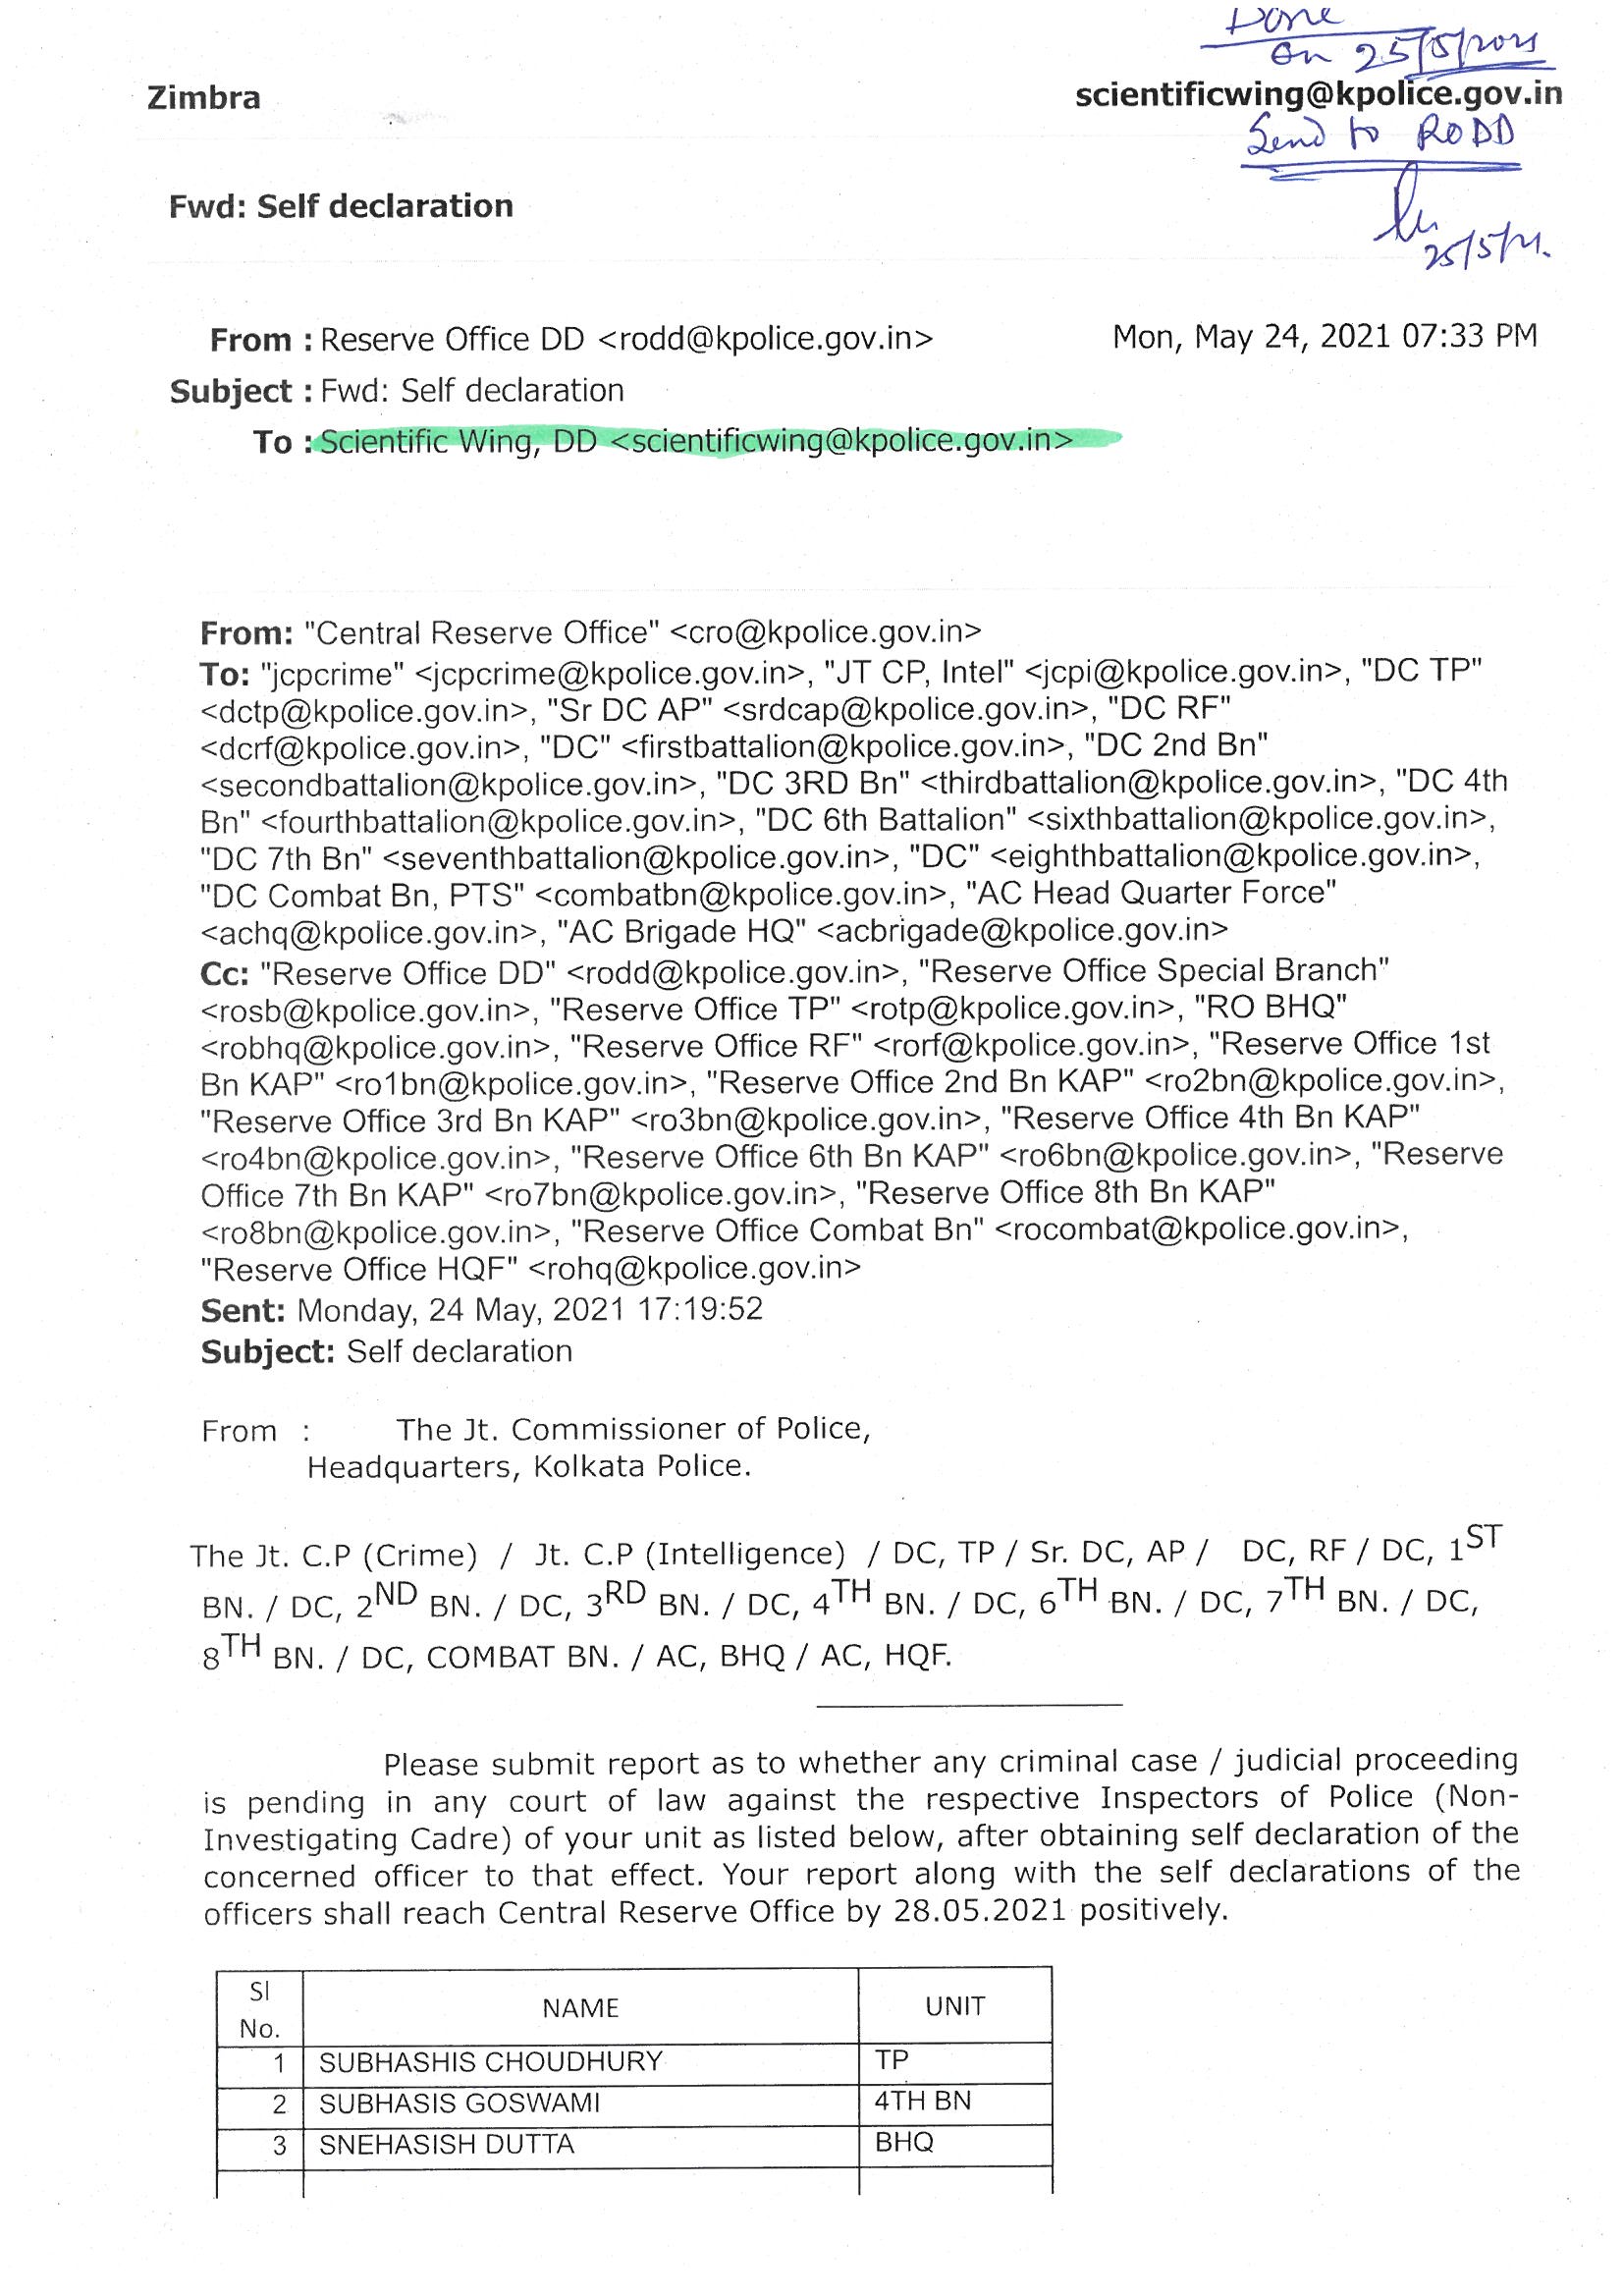 Done
on 25/5/2021
Zimbra
scientificwing@kpolice.gov.in
Send to RODD
25/5/21.
Fwd: Self declaration
From : Reserve Office DD <rodd@kpolice.gov.in>
Mon, May 24, 2021 07:33 PM
Subject : Fwd: Self declaration
To : Scientific Wing, DD <scientificwing@kpolice.gov.in>
From: "Central Reserve Office" <cro@kpolice.gov.in>
To: "jcpcrime" <jcpcrime@kpolice.gov.in>, "JT CP, Intel" <jcpi@kpolice.gov.in>, "DC TP"
<dctp@kpolice.gov.in>, "Sr DC AP" <srdcap@kpolice.gov.in>, "DC RF"
<dcrf@kpolice.gov.in>, "DC" <firstbattalion@kpolice.gov.in>, "DC 2nd Bn"
<secondbattalion@kpolice.gov.in>, "DC 3RD Bn" <thirdbattalion@kpolice.gov.in>, "DC 4th
Bn" <fourthbattalion@kpolice.gov.in>, "DC 6th Battalion" <sixthbattalion@kpolice.gov.in>,
"DC 7th Bn" <seventhbattalion@kpolice.gov.in>, "DC" <eighthbattalion@kpolice.gov.in>,
"DC Combat Bn, PTS" <combatbn@kpolice.gov.in>, "AC Head Quarter Force"
<achq@kpolice.gov.in>, "AC Brigade HQ" <acbrigade@kpolice.gov.in>
Cc: "Reserve Office DD" <rodd@kpolice.gov.in>, "Reserve Office Special Branch"
<rosb@kpolice.gov.in>, "Reserve Office TP" <rotp@kpolice.gov.in>, "RO BHQ"
<robhq@kpolice.gov.in>, "Reserve Office RF" <rorf@kpolice.gov.in>, "Reserve Office 1st
Bn KAP" <ro1bn@kpolice.gov.in>, "Reserve Office 2nd Bn KAP" <ro2bn@kpolice.gov.in>,
"Reserve Office 3rd Bn KAP" <ro3bn@kpolice.gov.in>, "Reserve Office 4th Bn KAP"
<ro4bn@kpolice.gov.in>, "Reserve Office 6th Bn KAP" <ro6bn@kpolice.gov.in>, "Reserve
Office 7th Bn KAP" <ro7bn@kpolice.gov.in>, "Reserve Office 8th Bn KAP"
<ro8bn@kpolice.gov.in>, "Reserve Office Combat Bn" <rocombat@kpolice.gov.in>,
"Reserve Office HQF" <rohq@kpolice.gov.in>
Sent: Monday, 24 May, 2021 17:19:52
Subject: Self declaration
From : The Jt. Commissioner of Police,
Headquarters, Kolkata Police.
The Jt. C.P (Crime) / Jt. C.P (Intelligence) / DC, TP / Sr. DC, AP / DC, RF / DC, 1ST
BN. / DC, 2ND BN. / DC, 3RD BN. / DC, 4TH BN. / DC, 6TH BN. / DC, 7TH BN. / DC,
8TH BN. / DC, COMBAT BN. / AC, BHQ / AC, HQF.
Please submit report as to whether any criminal case / judicial proceeding
is pending in any court of law against the respective Inspectors of Police (Non-
Investigating Cadre) of your unit as listed below, after obtaining self declaration of the
concerned officer to that effect. Your report along with the self declarations of the
officers shall reach Central Reserve Office by 28.05.2021 positively.
Sl No. NAME UNIT
1 SUBHASHIS CHOUDHURY TP
2 SUBHASIS GOSWAMI 4TH BN
3 SNEHASISH DUTTA BHQ